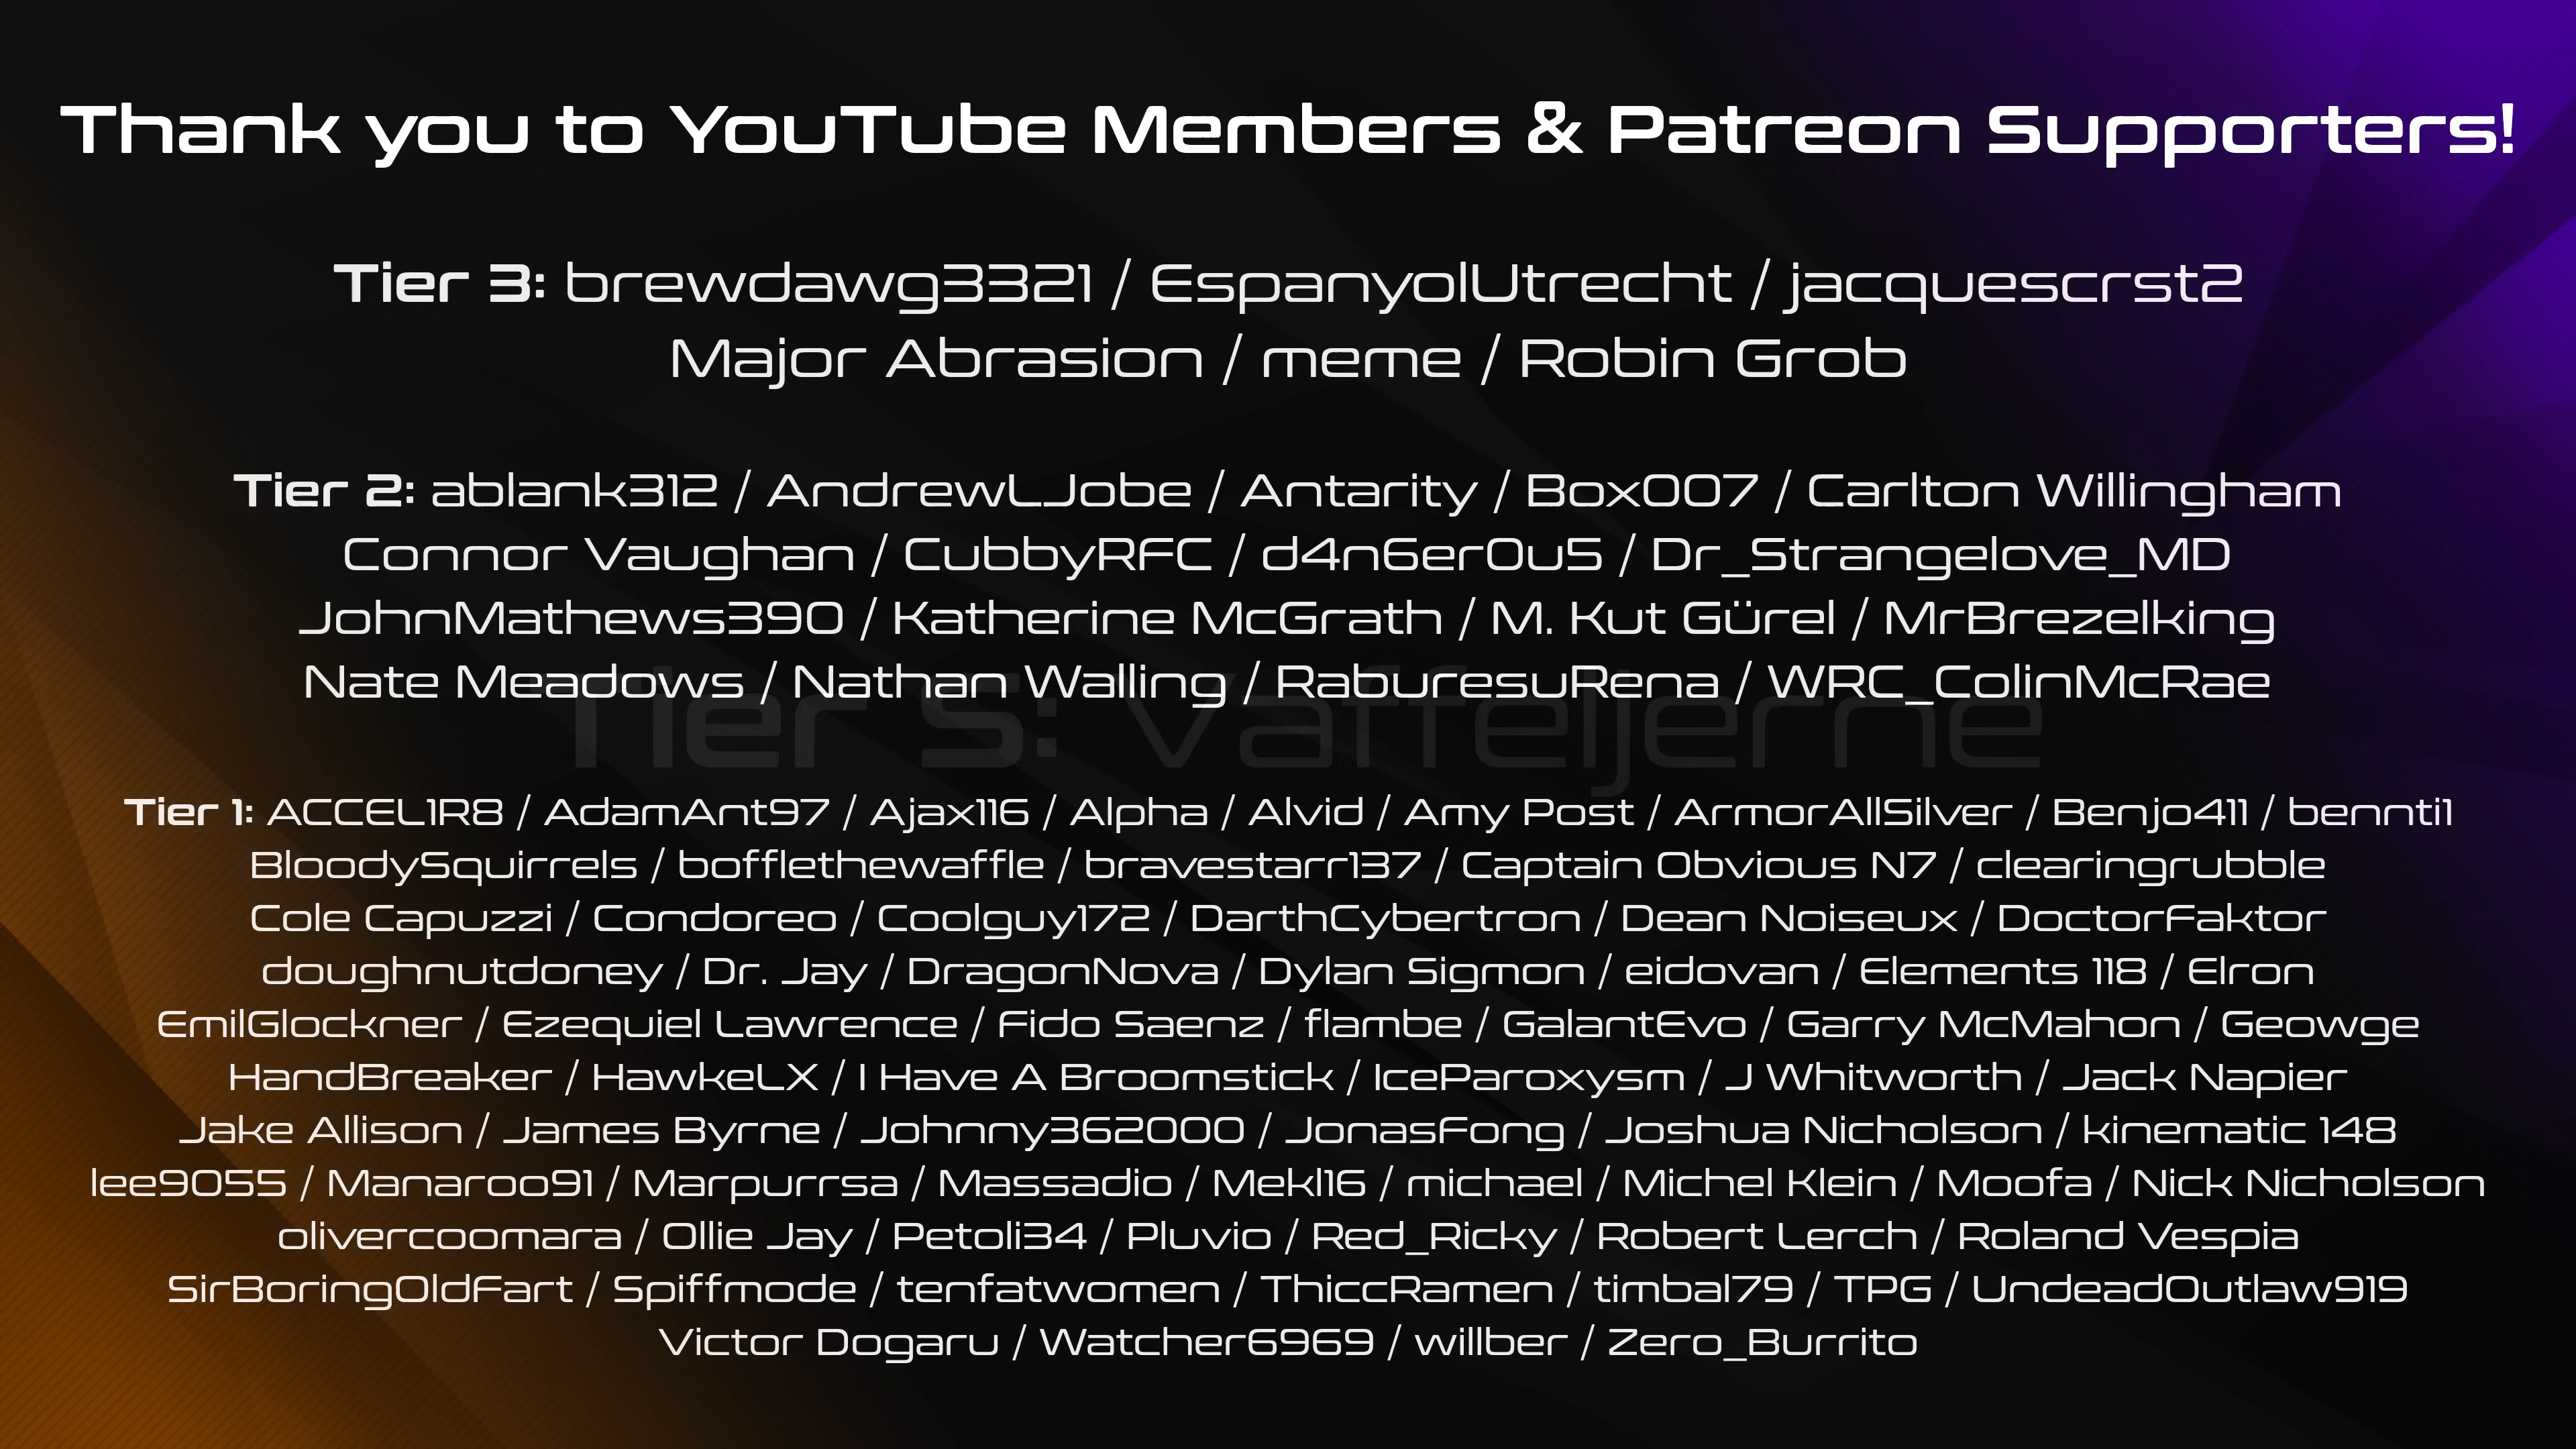 Thank you to YouTube Members & Patreon Supporters!
Tier 3: brewdawg3321 / EspanyolUtrecht / jacquescrst2
Major Abrasion / meme / Robin Grob
Tier 2: ablank312 / AndrewLJobe / Antarity / Box007 / Carlton Willingham
Connor Vaughan / CubbyRFC / d4n6er0u5 / Dr_Strangelove_MD
JohnMathews390 / Katherine McGrath / M. Kut Gürel / MrBrezelking
Nate Meadows / Nathan Walling / RaburesuRena / WRC_ColinMcRae
Tier S: Vaffeljerne
Tier 1: ACCEL1R8 / AdamAnt97 / Ajax116 / Alpha / Alvid / Amy Post / ArmorAllSilver / Benjo411 / bennti1
BloodySquirrels / bofflethewaffle / bravestarr137 / Captain Obvious N7 / clearingrubble
Cole Capuzzi / Condoreo / Coolguy172 / DarthCybertron / Dean Noiseux / DoctorFaktor
doughnutdoney / Dr. Jay / DragonNova / Dylan Sigmon / eidovan / Elements 118 / Elron
EmilGlockner / Ezequiel Lawrence / Fido Saenz / flambe / GalantEvo / Garry McMahon / Geowge
HandBreaker / HawkeLX / I Have A Broomstick / IceParoxysm / J Whitworth / Jack Napier
Jake Allison / James Byrne / Johnny362000 / JonasFong / Joshua Nicholson / kinematic 148
lee9055 / Manaroo91 / Marpurrsa / Massadio / Mekl16 / michael / Michel Klein / Moofa / Nick Nicholson
olivercoomara / Ollie Jay / Petoli34 / Pluvio / Red_Ricky / Robert Lerch / Roland Vespia
SirBoringOldFart / Spiffmode / tenfatwomen / ThiccRamen / timbal79 / TPG / UndeadOutlaw919
Victor Dogaru / Watcher6969 / willber / Zero_Burrito